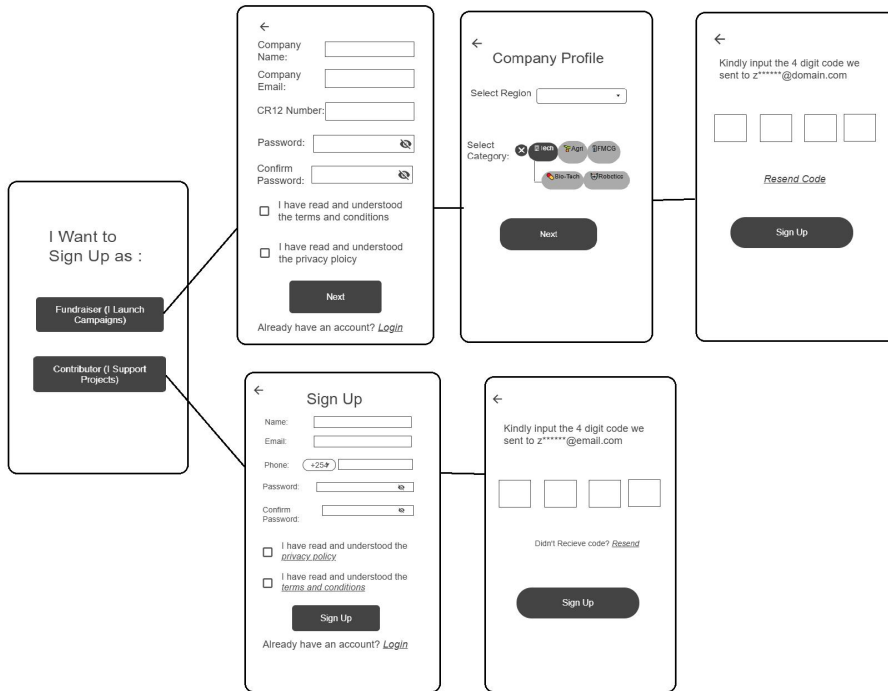 I Want to
Sign Up as :
Fundraiser (I Launch
Campaigns)
Contributor (I Support
Projects)
Company
Name:
Company
Email:
CR12 Number:
Password:
Confirm
Password:
I have read and understood
the terms and conditions
I have read and understood
the privacy ploicy
Next
Already have an account? Login
Company Profile
Select Region
Select
Category:
Tech
Agri
FMCG
Bio-Tech
Robotics
Next
Kindly input the 4 digit code we
sent to z******@domain.com
Resend Code
Sign Up
Sign Up
Name:
Email:
Phone:
+254
Password:
Confirm
Password:
I have read and understood the
privacy policy
I have read and understood the
terms and conditions
Sign Up
Already have an account? Login
Kindly input the 4 digit code we
sent to z******@email.com
Didn't Recieve code? Resend
Sign Up